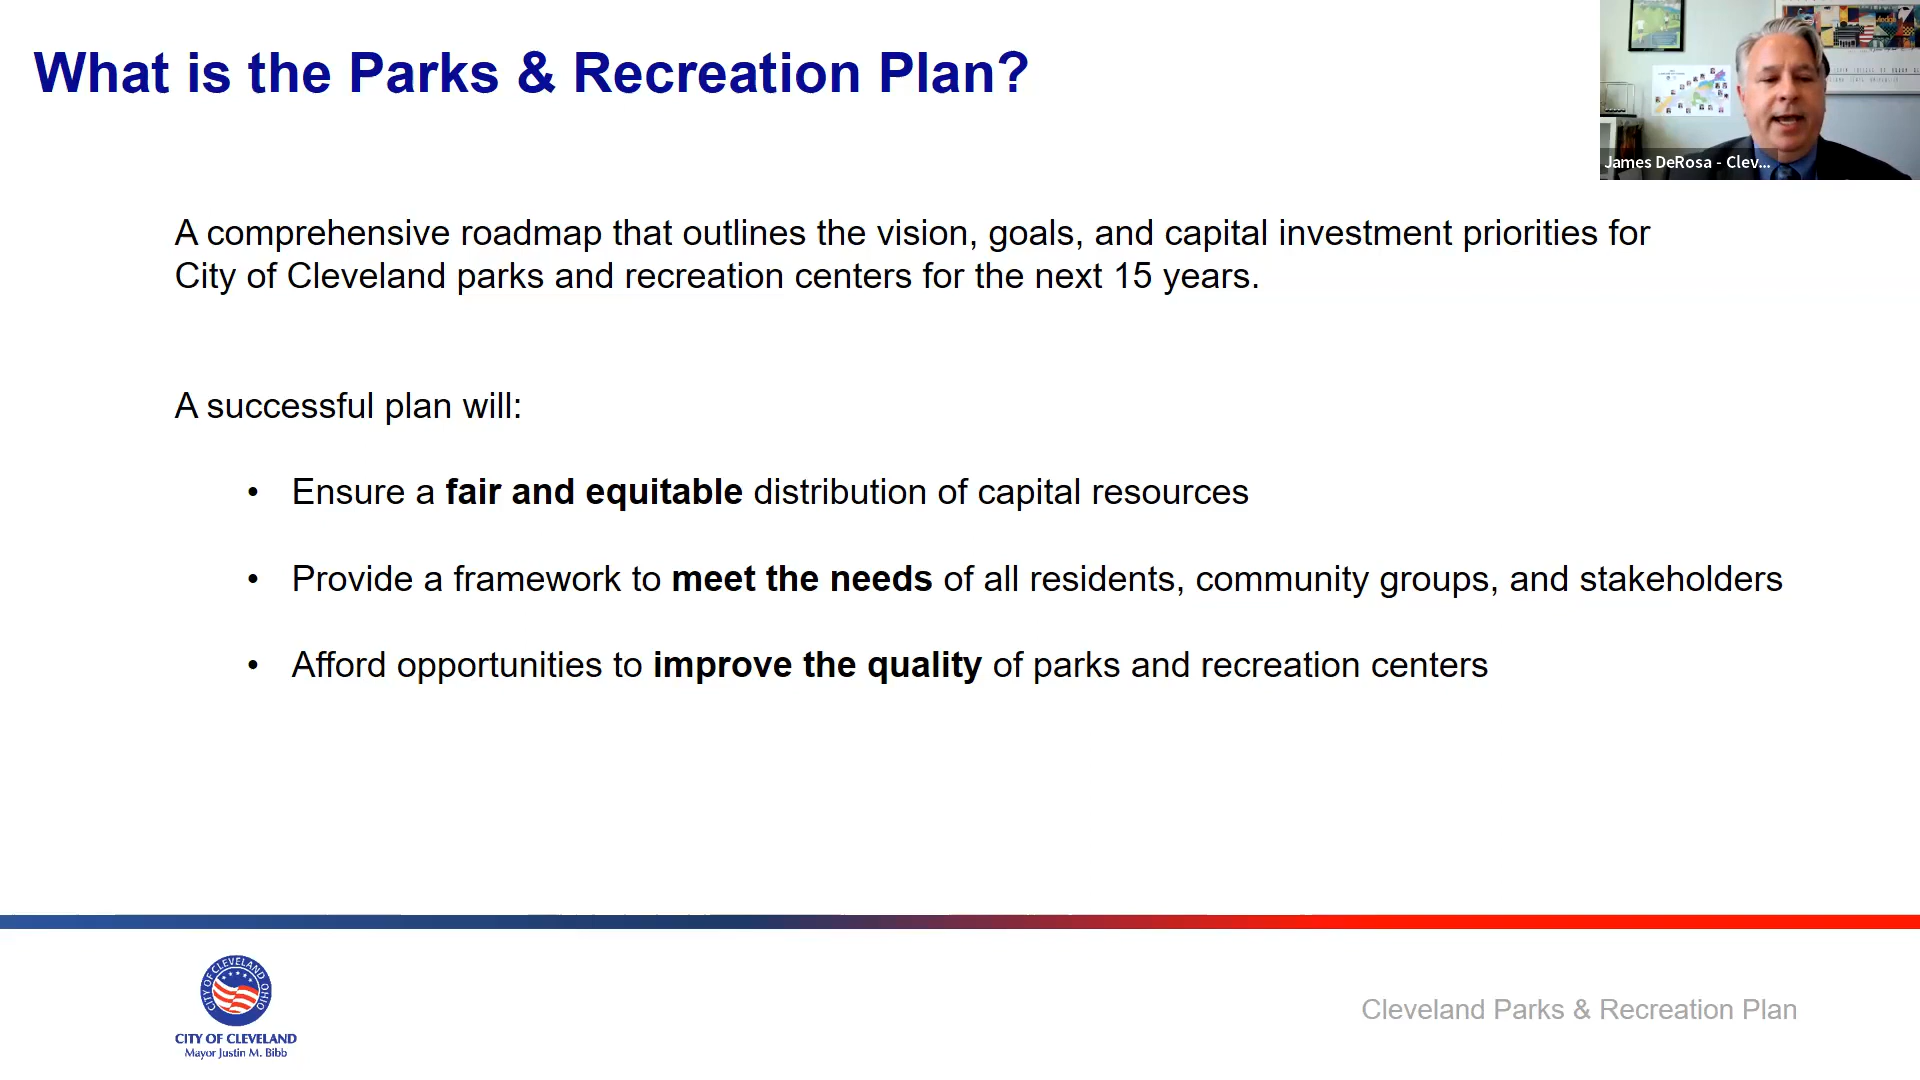 What is the Parks & Recreation Plan?
James DeRosa - Clev...
A comprehensive roadmap that outlines the vision, goals, and capital investment priorities for
City of Cleveland parks and recreation centers for the next 15 years.
A successful plan will:
• Ensure a fair and equitable distribution of capital resources
• Provide a framework to meet the needs of all residents, community groups, and stakeholders
• Afford opportunities to improve the quality of parks and recreation centers
CITY OF CLEVELAND OHIO
CITY OF CLEVELAND
Mayor Justin M. Bibb
Cleveland Parks & Recreation Plan